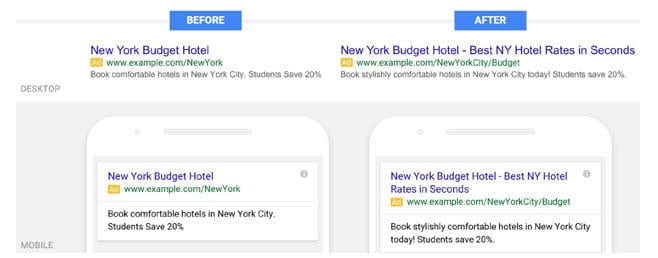 BEFORE
AFTER
New York Budget Hotel
Ad www.example.com/NewYork
Book comfortable hotels in New York City. Students Save 20%
New York Budget Hotel - Best NY Hotel Rates in Seconds
Ad www.example.com/NewYorkCity/Budget
Book stylishly comfortable hotels in New York City today! Students save 20%.
DESKTOP
New York Budget Hotel
Ad www.example.com/NewYork
Book comfortable hotels in New York City.
Students Save 20%
New York Budget Hotel - Best NY Hotel
Rates in Seconds
Ad www.example.com/NewYorkCity/Budget
Book stylishly comfortable hotels in New York City
today! Students save 20%.
MOBILE